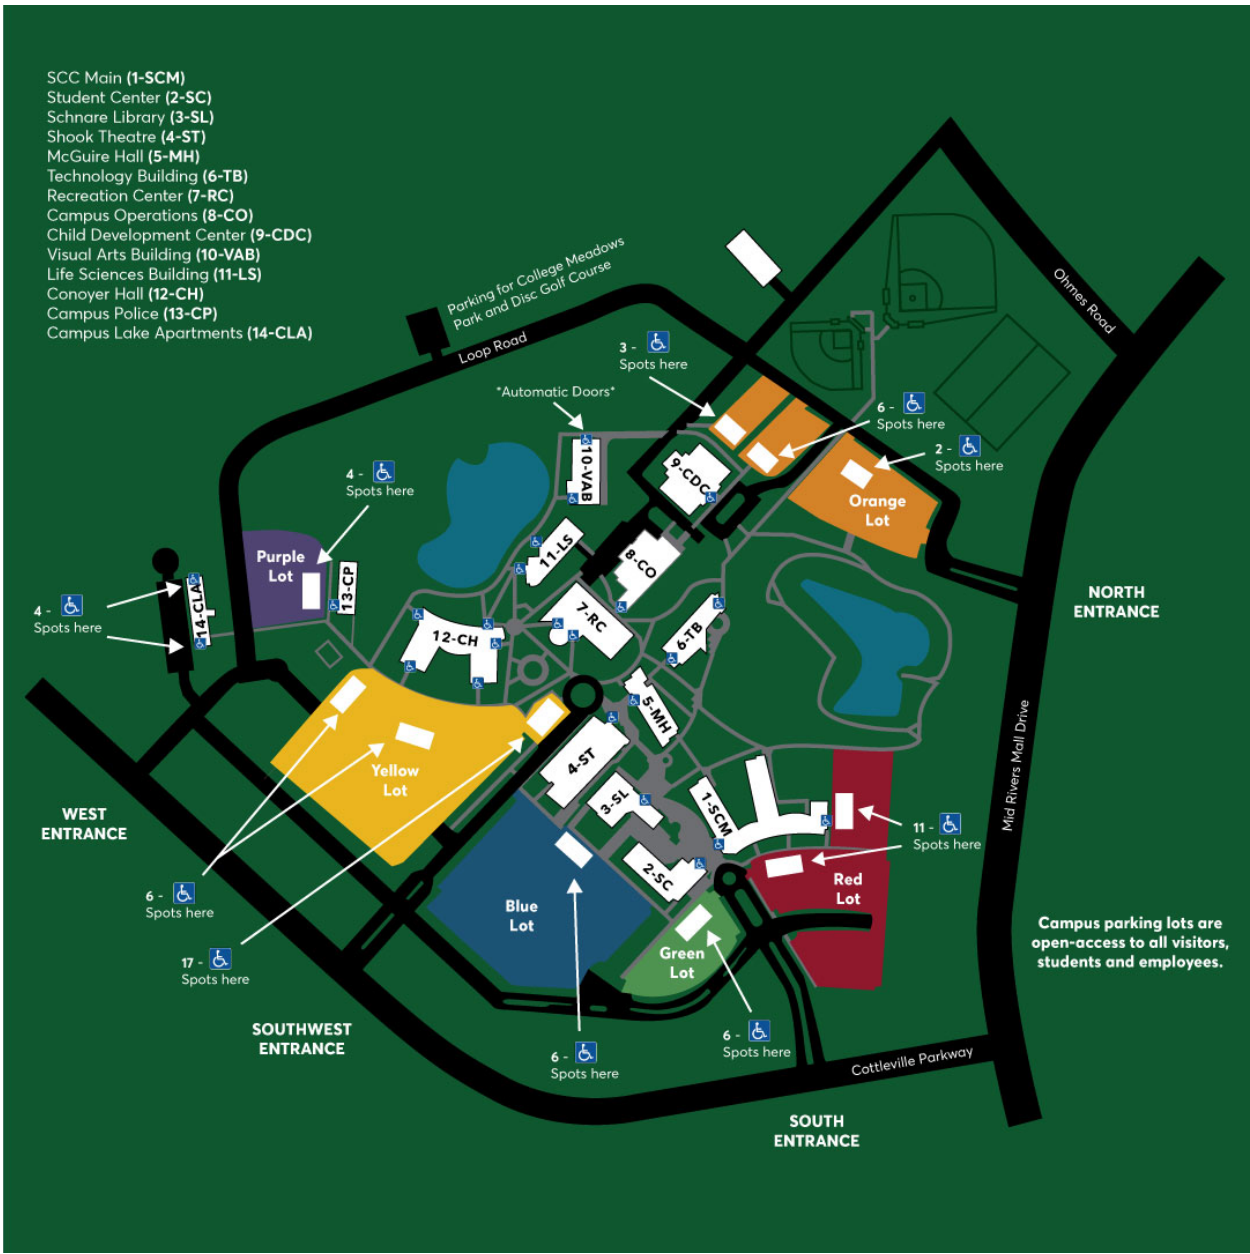 SCC Main (1-SCM)
Student Center (2-SC)
Schnare Library (3-SL)
Shook Theatre (4-ST)
McGuire Hall (5-MH)
Technology Building (6-TB)
Recreation Center (7-RC)
Campus Operations (8-CO)
Child Development Center (9-CDC)
Visual Arts Building (10-VAB)
Life Sciences Building (11-LS)
Conoyer Hall (12-CH)
Campus Police (13-CP)
Campus Lake Apartments (14-CLA)
Parking for College Meadows
Park and Disc Golf Course
Loop Road
Ohmes Road
3 -
Spots here
*Automatic Doors*
6 -
Spots here
2 -
Spots here
10-VAB
9-CDC
4 -
Spots here
Orange
Lot
Purple
Lot
11-LS
8-CO
13-CP
14-CLA
4 -
Spots here
NORTH
ENTRANCE
7-RC
12-CH
6-TB
5-MH
Mid Rivers Mall Drive
4-ST
Yellow
Lot
3-SL
1-SCM
WEST
ENTRANCE
11 -
Spots here
2-SC
Red
Lot
6 -
Spots here
Blue
Lot
Campus parking lots are
open-access to all visitors,
students and employees.
17 -
Spots here
Green
Lot
SOUTHWEST
ENTRANCE
6 -
Spots here
6 -
Spots here
Cottleville Parkway
SOUTH
ENTRANCE